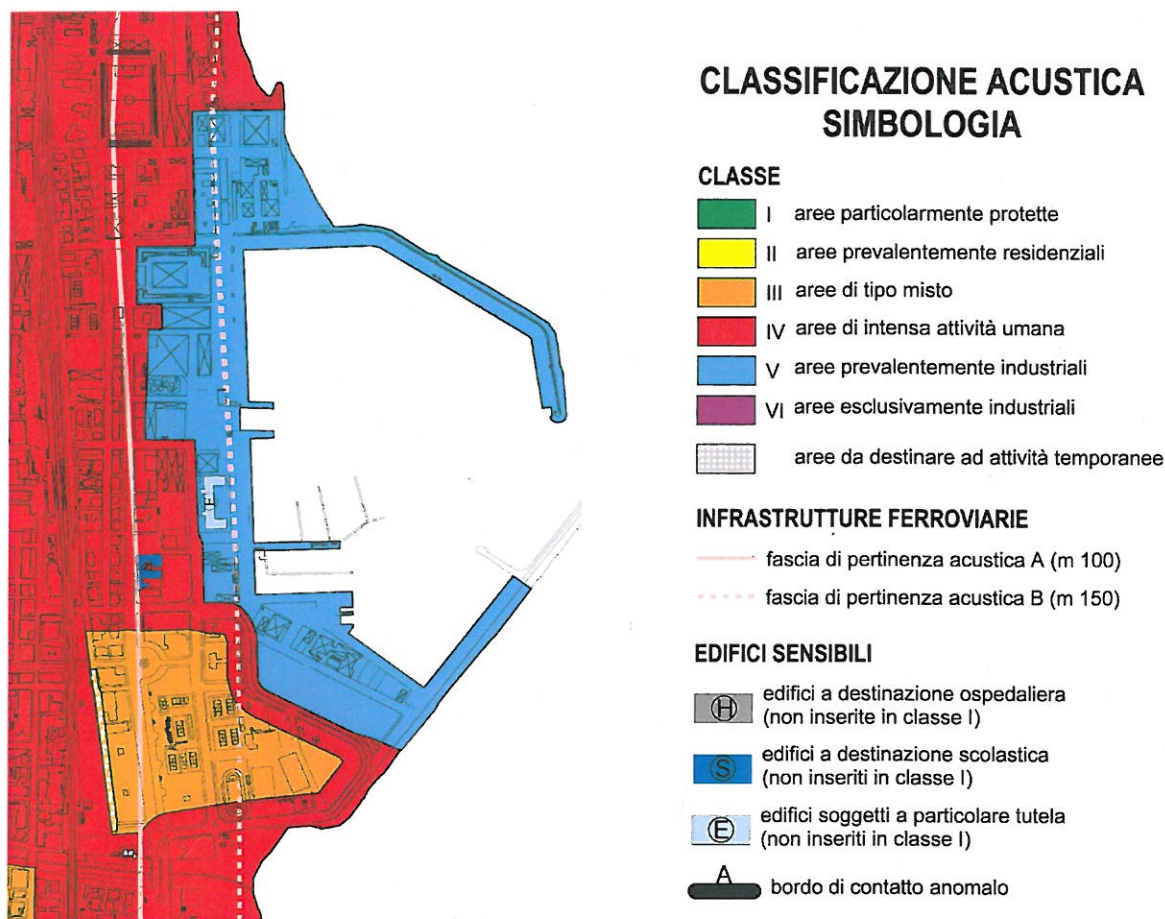 CLASSIFICAZIONE ACUSTICA
SIMBOLOGIA
CLASSE
I aree particolarmente protette
II aree prevalentemente residenziali
III aree di tipo misto
IV aree di intensa attività umana
V aree prevalentemente industriali
VI aree esclusivamente industriali
aree da destinare ad attività temporanee
INFRASTRUTTURE FERROVIARIE
fascia di pertinenza acustica A (m 100)
fascia di pertinenza acustica B (m 150)
EDIFICI SENSIBILI
H edifici a destinazione ospedaliera
(non inserite in classe I)
S edifici a destinazione scolastica
(non inseriti in classe I)
E edifici soggetti a particolare tutela
(non inseriti in classe I)
A bordo di contatto anomalo